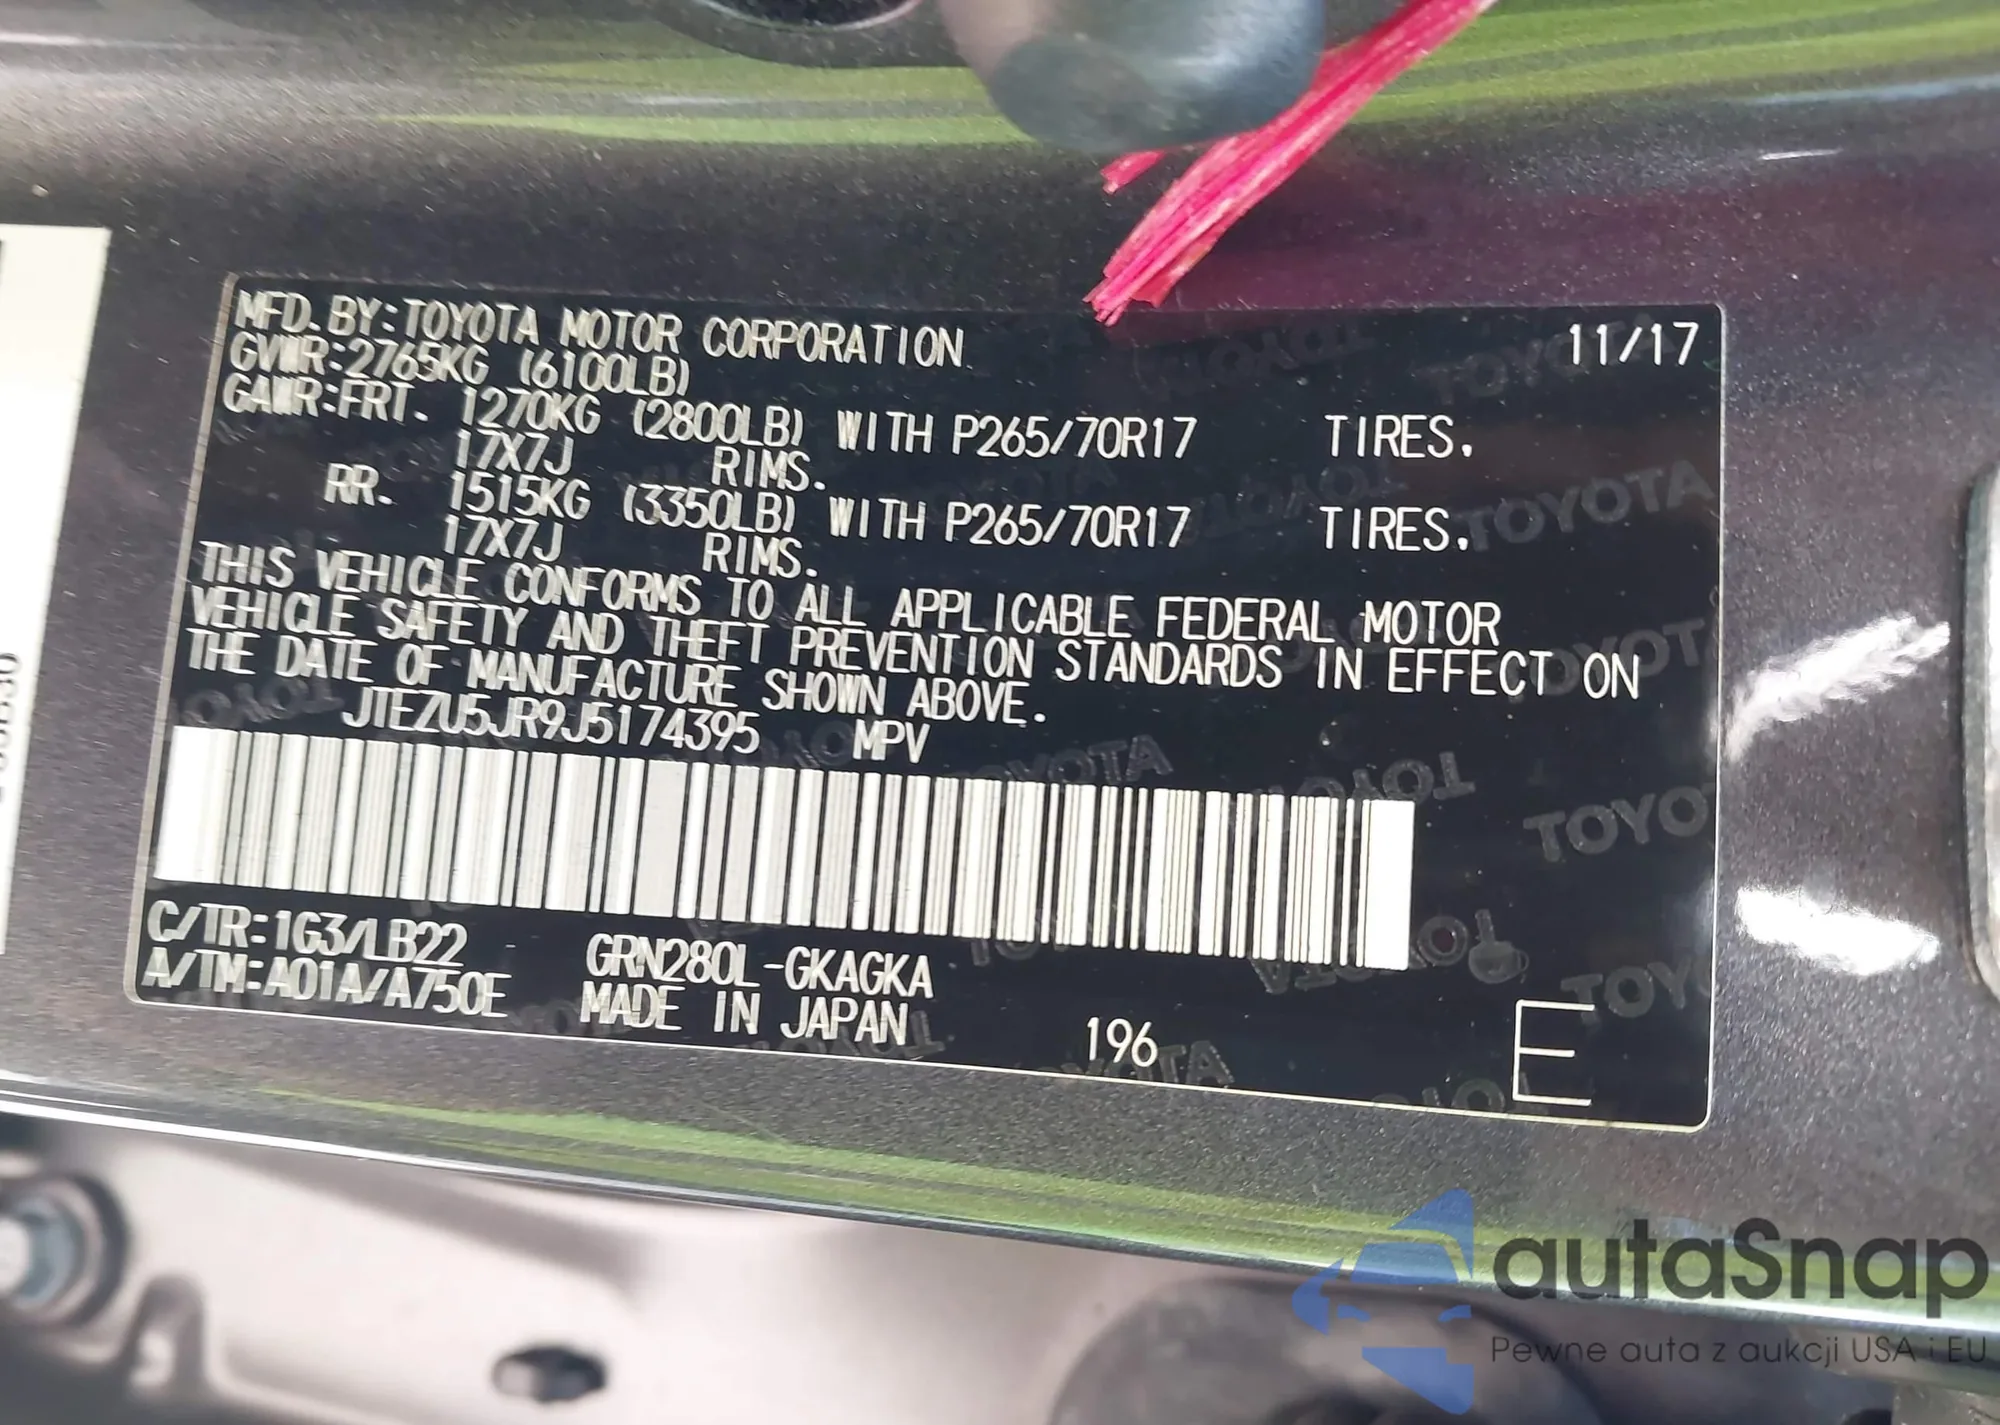 MFD. BY: TOYOTA MOTOR CORPORATION 11/17
GVWR: 2765KG (6100LB)
GAWR: FRT. 1270KG (2800LB) WITH P265/70R17 TIRES,
17X7J RIMS.
RR. 1515KG (3350LB) WITH P265/70R17 TIRES,
17X7J RIMS.
THIS VEHICLE CONFORMS TO ALL APPLICABLE FEDERAL MOTOR
VEHICLE SAFETY AND THEFT PREVENTION STANDARDS IN EFFECT ON
THE DATE OF MANUFACTURE SHOWN ABOVE.
JTEZU5JR9J5174395 MPV
C/TR: 1G3/LB22 GRN280L-GKAGKA
A/TM: A01A/A750E MADE IN JAPAN 196 E
autaSnap
Pewne auta z aukcji USA i EU